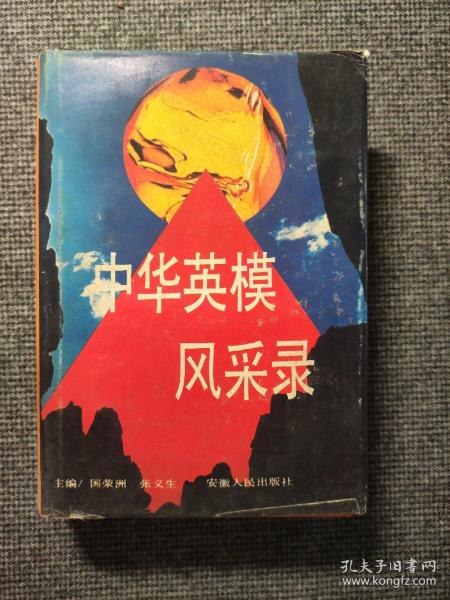 中华英模
风采录
主编/国荣洲 张义生 安徽人民出版社
孔夫子旧书网
www.kongfz.com